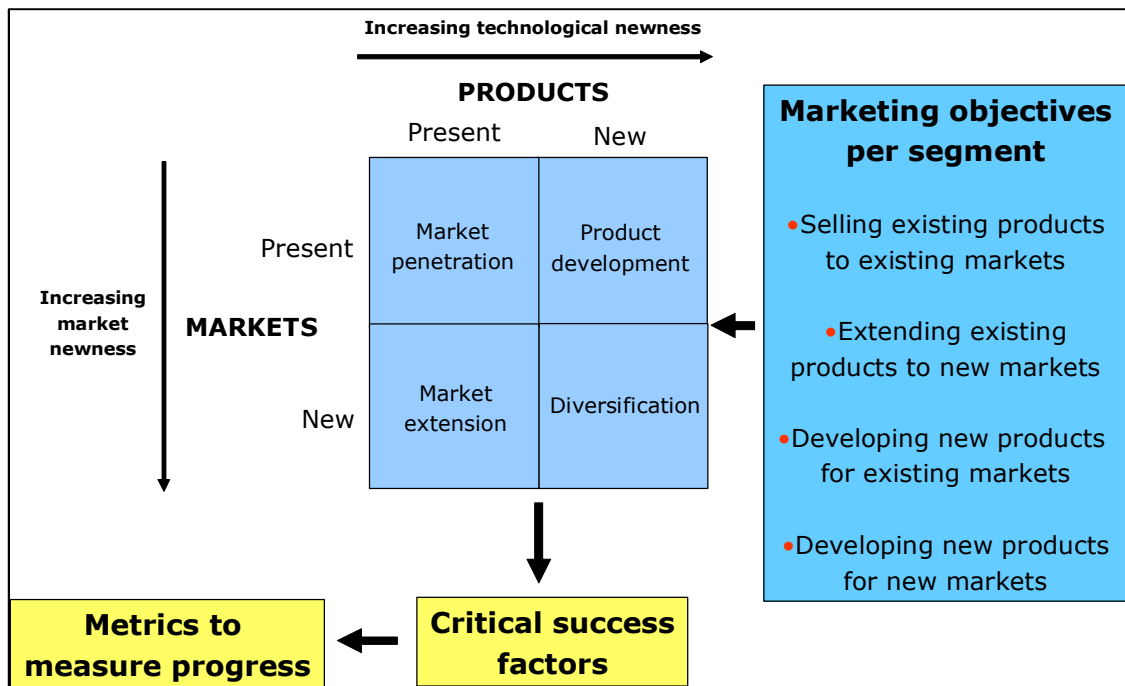 Increasing technological newness
PRODUCTS
Present New
Market
penetration
Product
development
Present
Increasing
market
newness
MARKETS
Market
extension
Diversification
New
Marketing objectives
per segment
•Selling existing products
to existing markets
•Extending existing
products to new markets
•Developing new products
for existing markets
•Developing new products
for new markets
Metrics to
measure progress
Critical success
factors